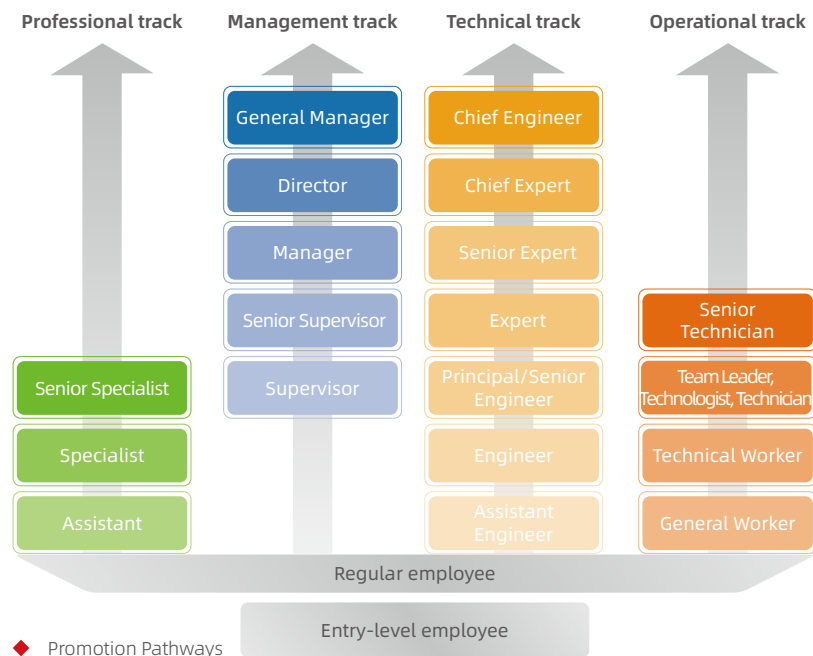 Professional track
Management track
Technical track
Operational track
General Manager
Chief Engineer
Director
Chief Expert
Manager
Senior Expert
Senior Supervisor
Expert
Senior
Technician
Senior Specialist
Supervisor
Principal/Senior
Engineer
Team Leader,
Technologist, Technician
Specialist
Engineer
Technical Worker
Assistant
Assistant
Engineer
General Worker
Regular employee
Entry-level employee
Promotion Pathways